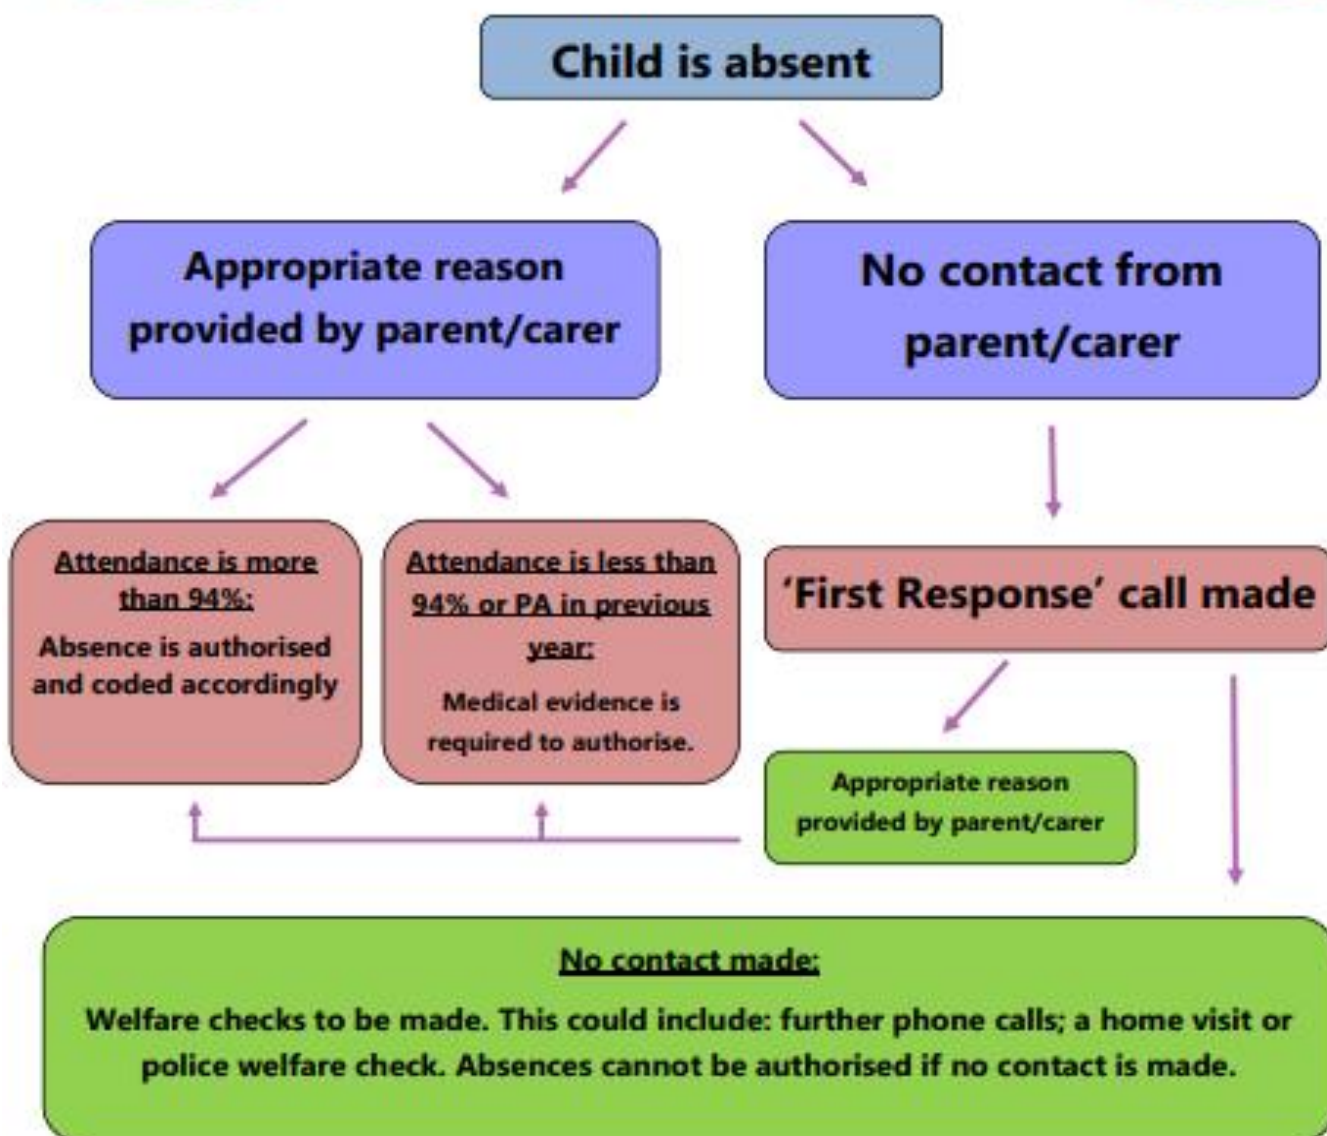 Child is absent
Appropriate reason
provided by parent/carer
No contact from
parent/carer
Attendance is more
than 94%:
Absence is authorised
and coded accordingly
Attendance is less than
94% or PA in previous
year:
Medical evidence is
required to authorise.
‘First Response’ call made
Appropriate reason
provided by parent/carer
No contact made:
Welfare checks to be made. This could include: further phone calls; a home visit or
police welfare check. Absences cannot be authorised if no contact is made.